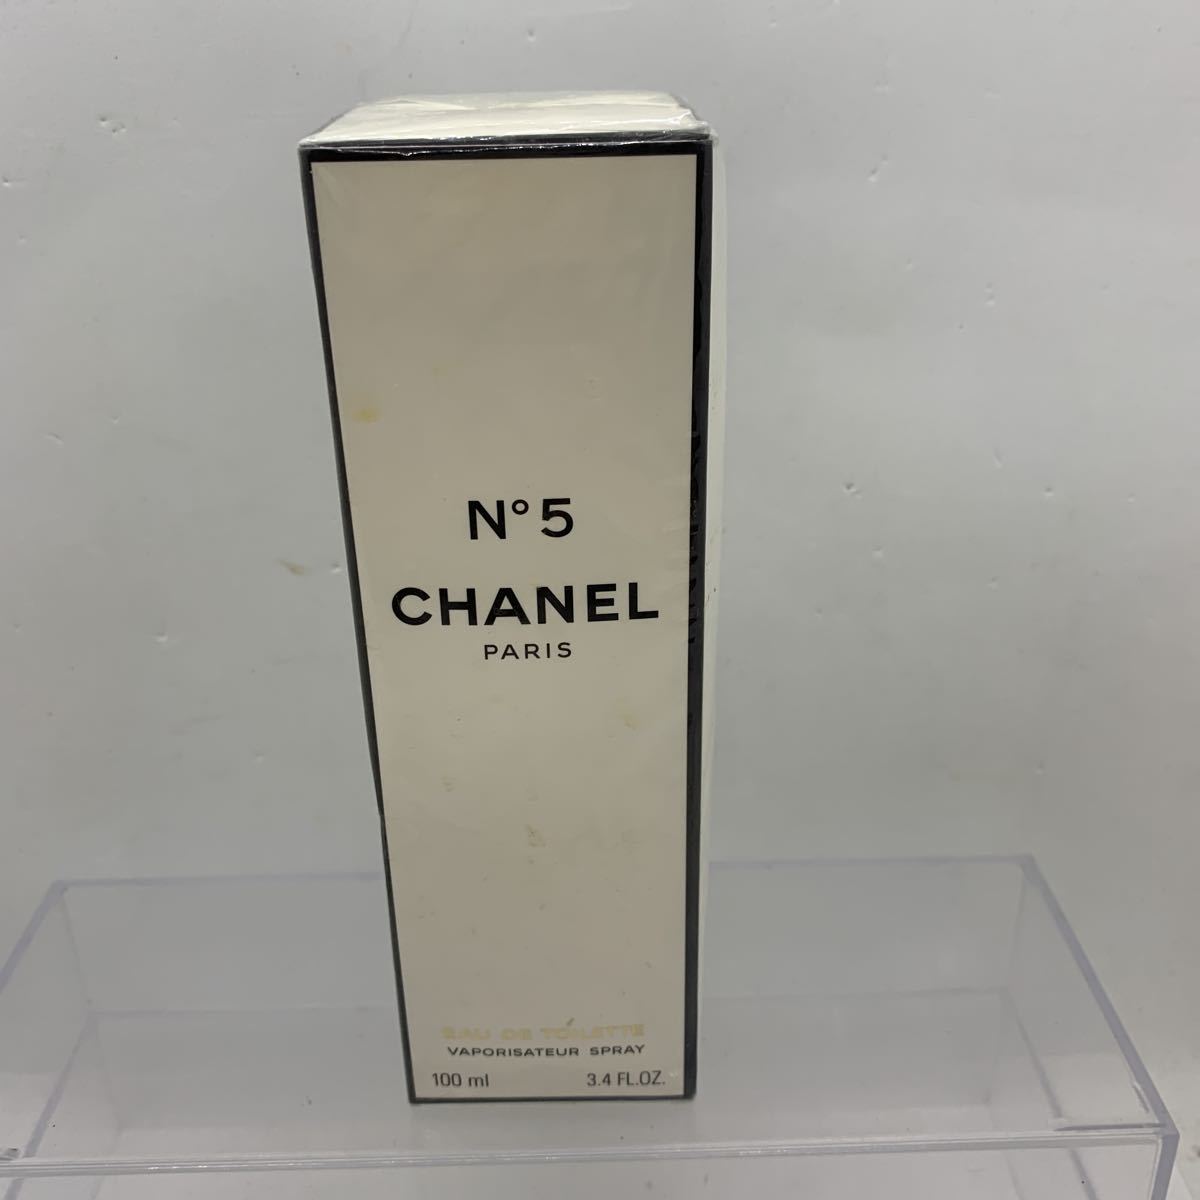 N°5
CHANEL
PARIS
EAU DE TOILETTE
VAPORISATEUR SPRAY
100 ml 3.4 FL.OZ.